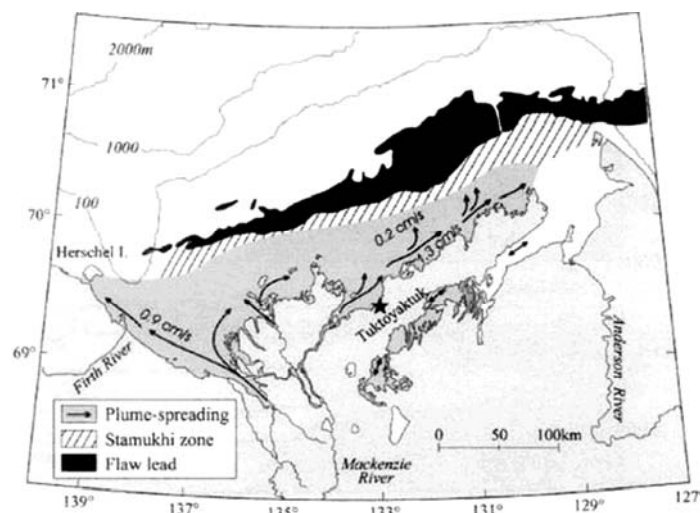 2000m
71°
1000
100
70°
Herschel I.
0.2 cm/s
1.3 cm/s
0.9 cm/s
Tuktoyaktuk
69°
Firth River
Anderson River
Plume-spreading
Stamukhi zone
Flaw lead
0 50 100km
Mackenzie
River
139° 137° 135° 133° 131° 129° 127°